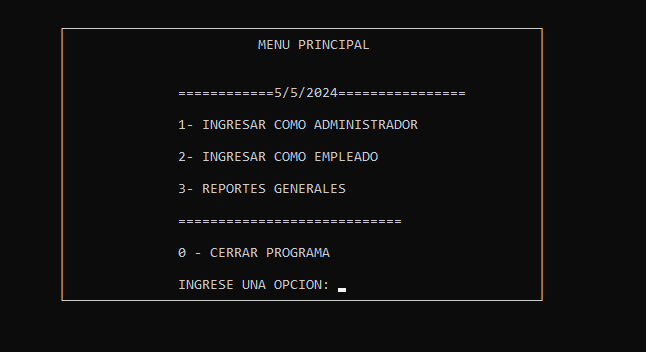 MENU PRINCIPAL
============5/5/2024================
1- INGRESAR COMO ADMINISTRADOR
2- INGRESAR COMO EMPLEADO
3- REPORTES GENERALES
============================
0 - CERRAR PROGRAMA
INGRESE UNA OPCION: